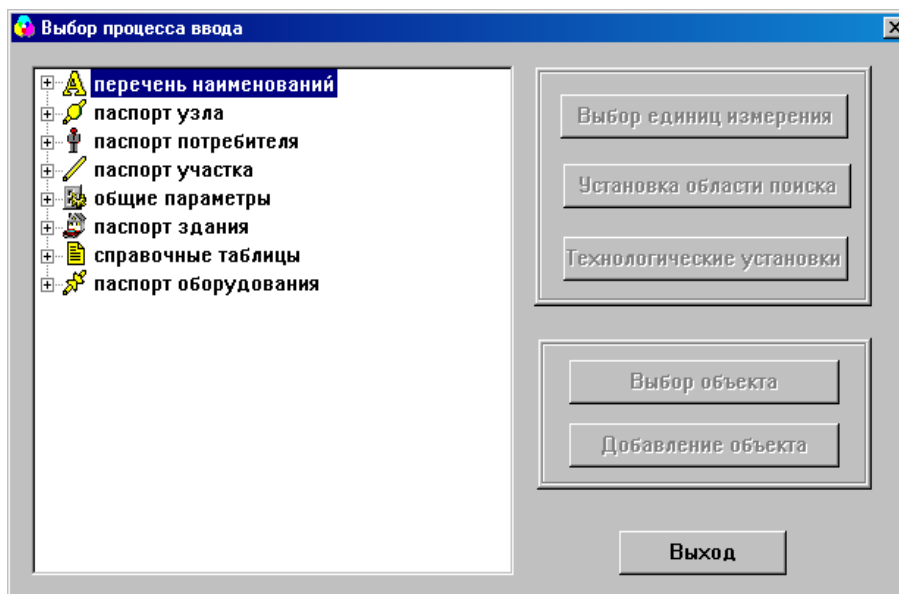 Выбор процесса ввода
перечень наименований
паспорт узла
паспорт потребителя
паспорт участка
общие параметры
паспорт здания
справочные таблицы
паспорт оборудования
Выбор единиц измерения
Установка области поиска
Технологические установки
Выбор объекта
Добавление объекта
Выход